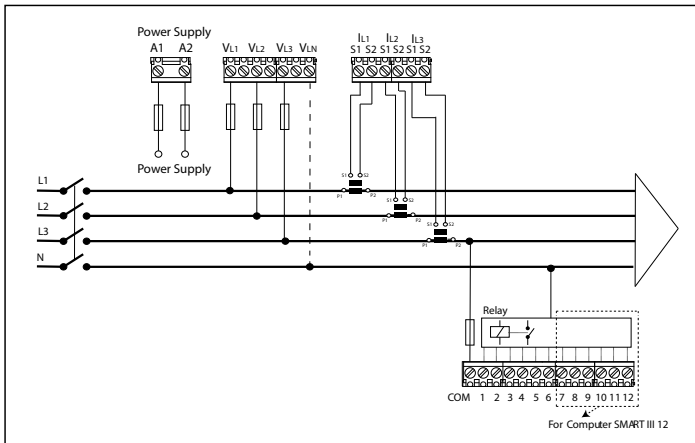 Power Supply
A1 A2
VL1 VL2 VL3 VLN
IL1 IL2 IL3
S1 S2 S1 S2 S1 S2
Power Supply
L1
S1 S2
P1 P2
L2
S1 S2
P1 P2
L3
S1 S2
P1 P2
N
Relay
COM 1 2 3 4 5 6 7 8 9 10 11 12
For Computer SMART III 12